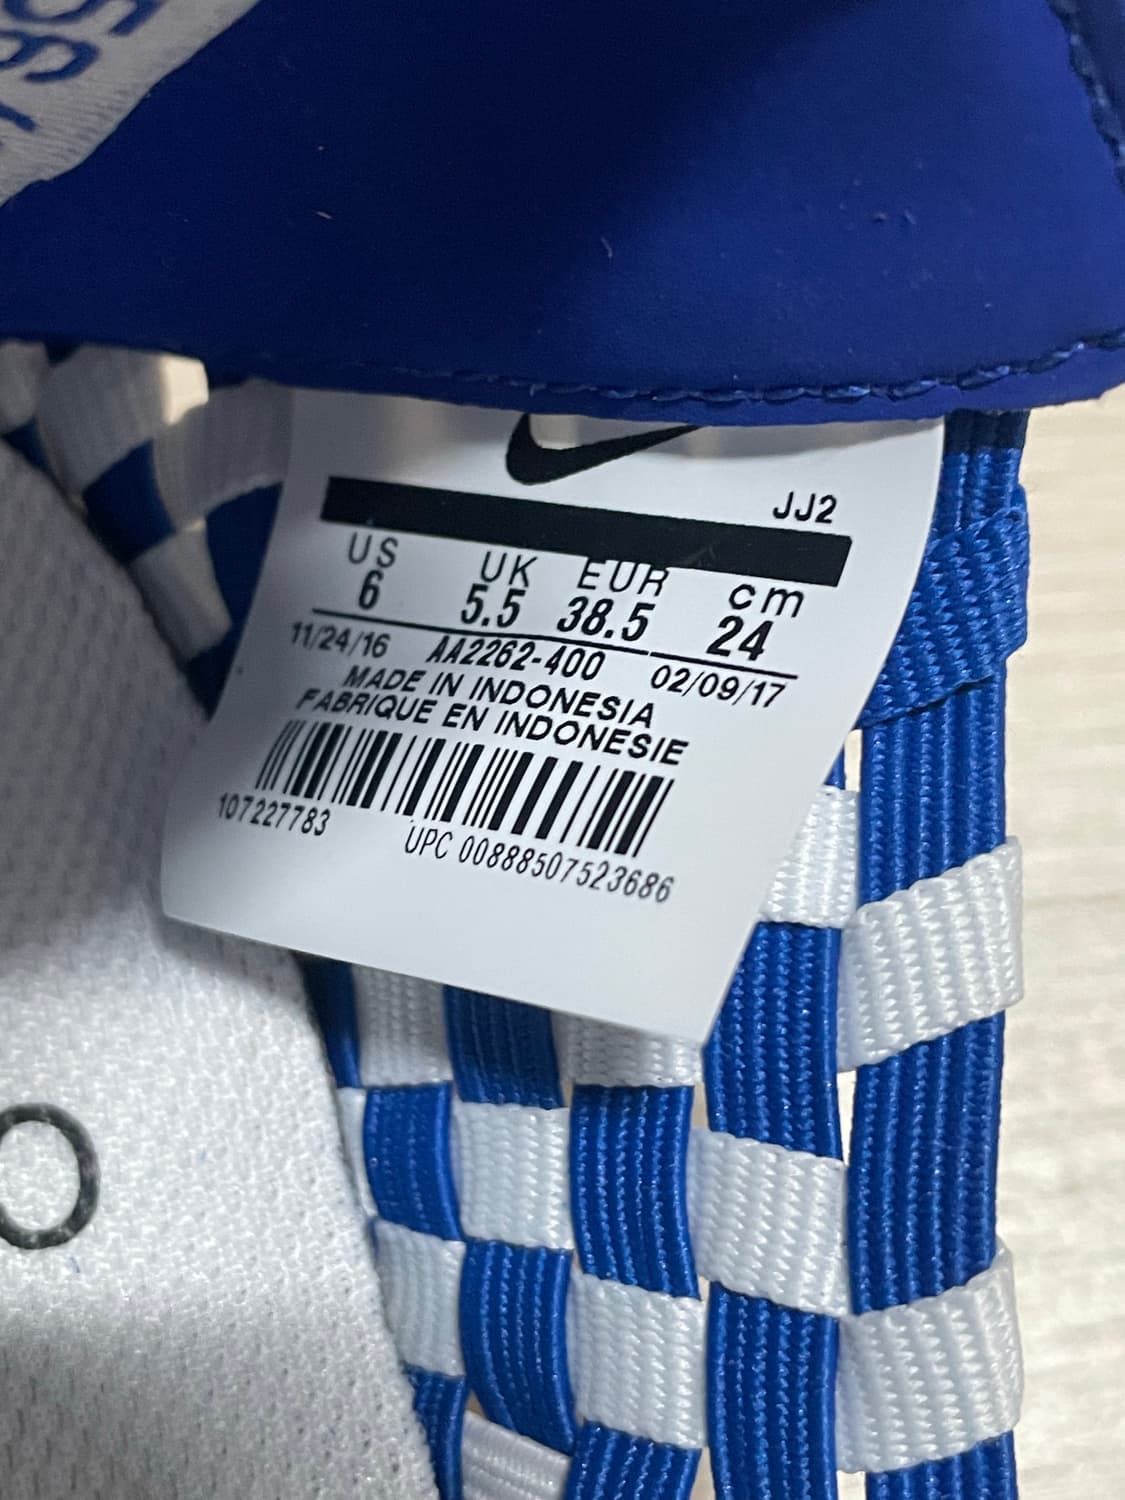 JJ2
US UK EUR cm
6 5.5 38.5 24
11/24/16 AA2262-400 02/09/17
MADE IN INDONESIA
FABRIQUE EN INDONESIE
107227783
UPC 00888507523686